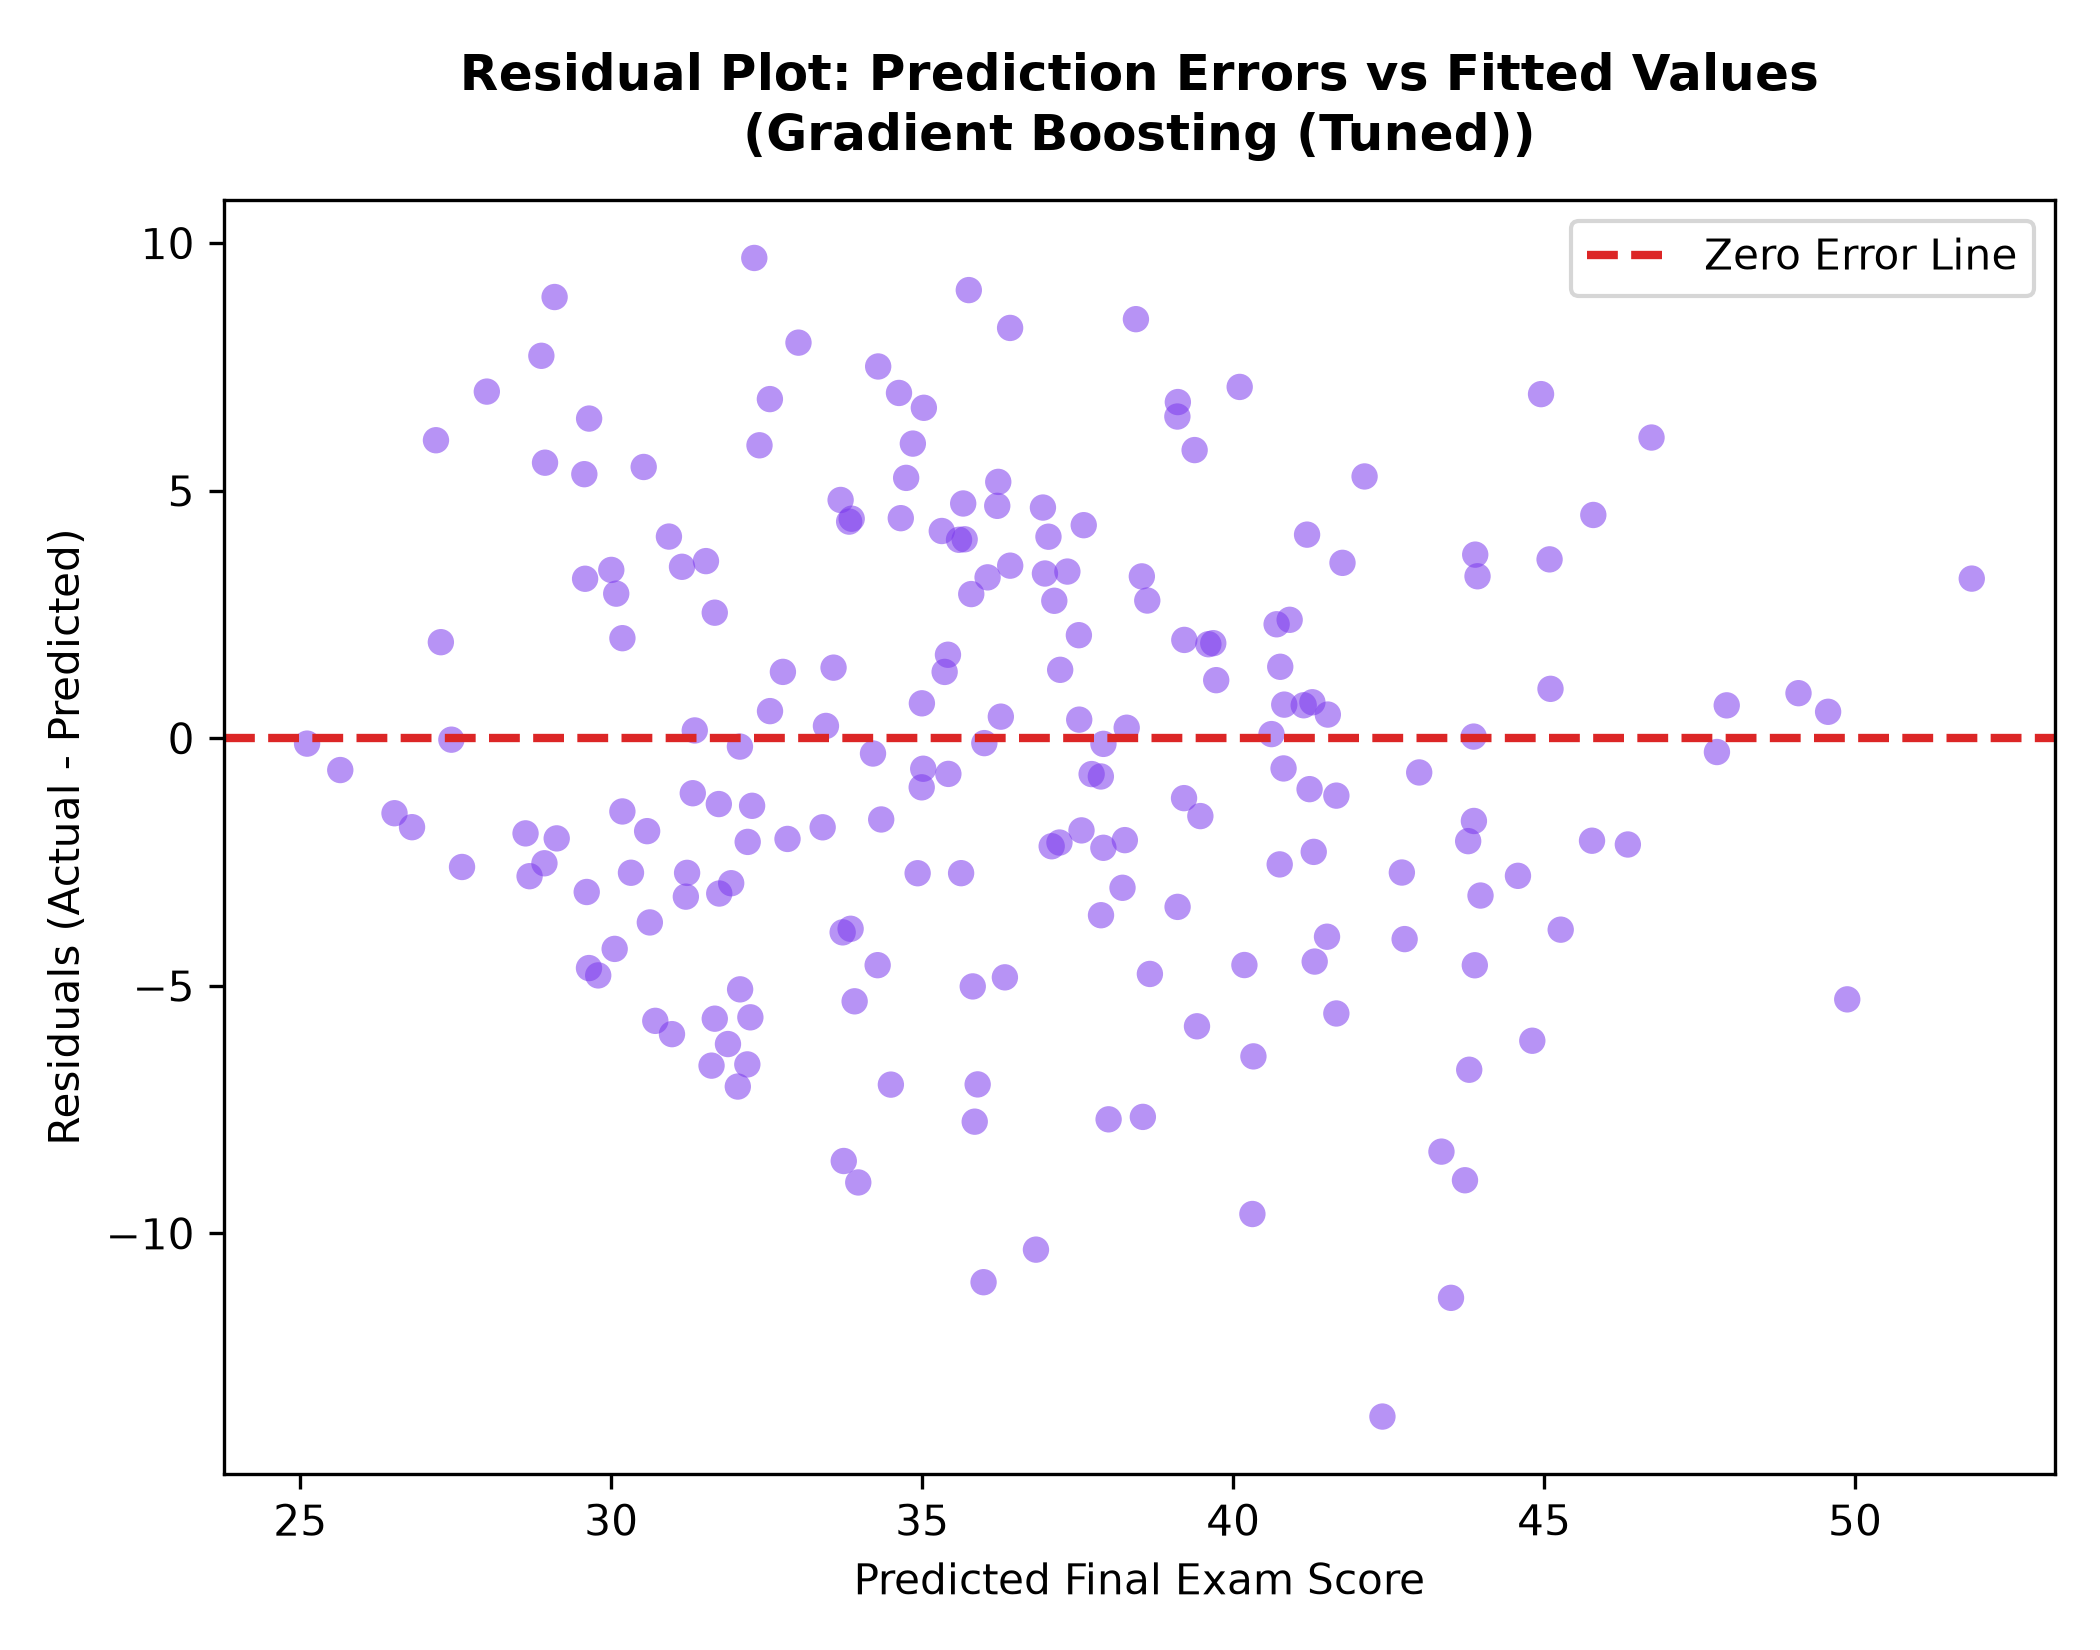 Residual Plot: Prediction Errors vs Fitted Values
(Gradient Boosting (Tuned))
Zero Error Line
10
5
0
−5
−10
Residuals (Actual - Predicted)
25 30 35 40 45 50
Predicted Final Exam Score